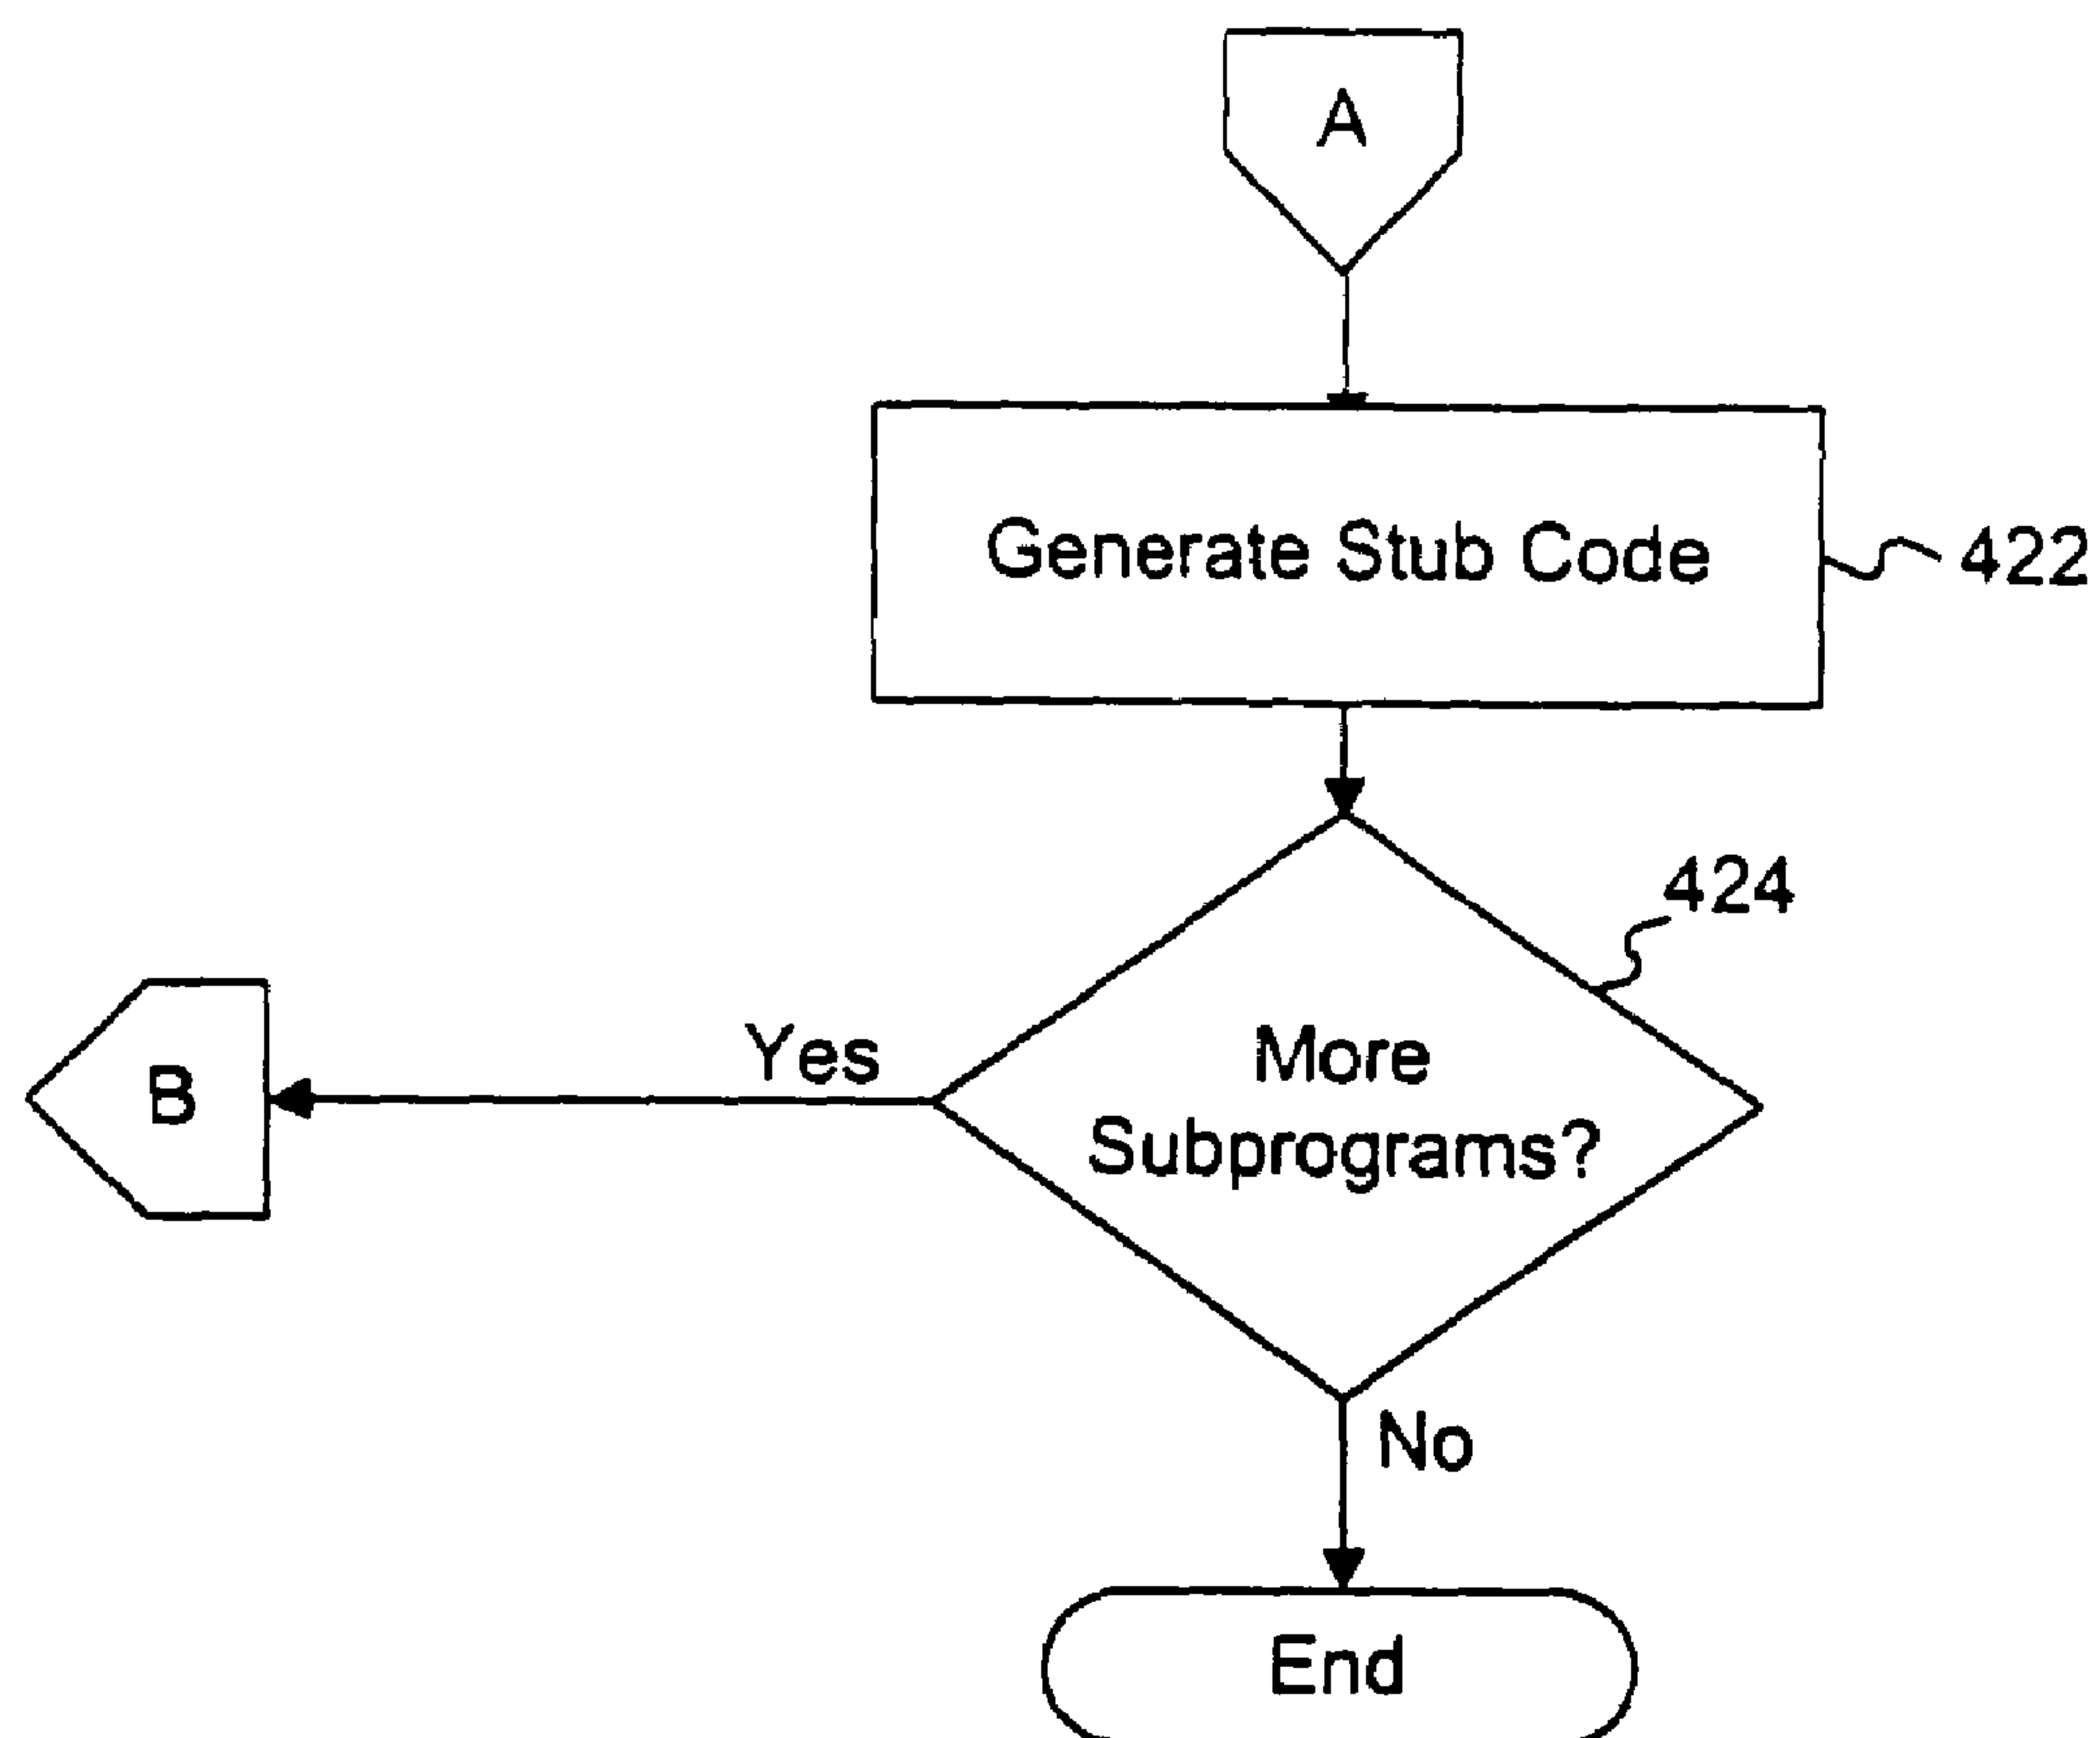 A
Generate Stub Code
422
424
More
Subprograms?
Yes
B
No
End